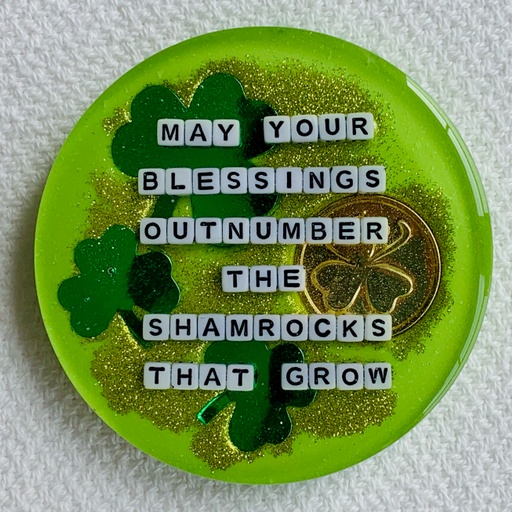 MAY YOUR
BLESSINGS
OUTNUMBER
THE
SHAMROCKS
THAT GROW